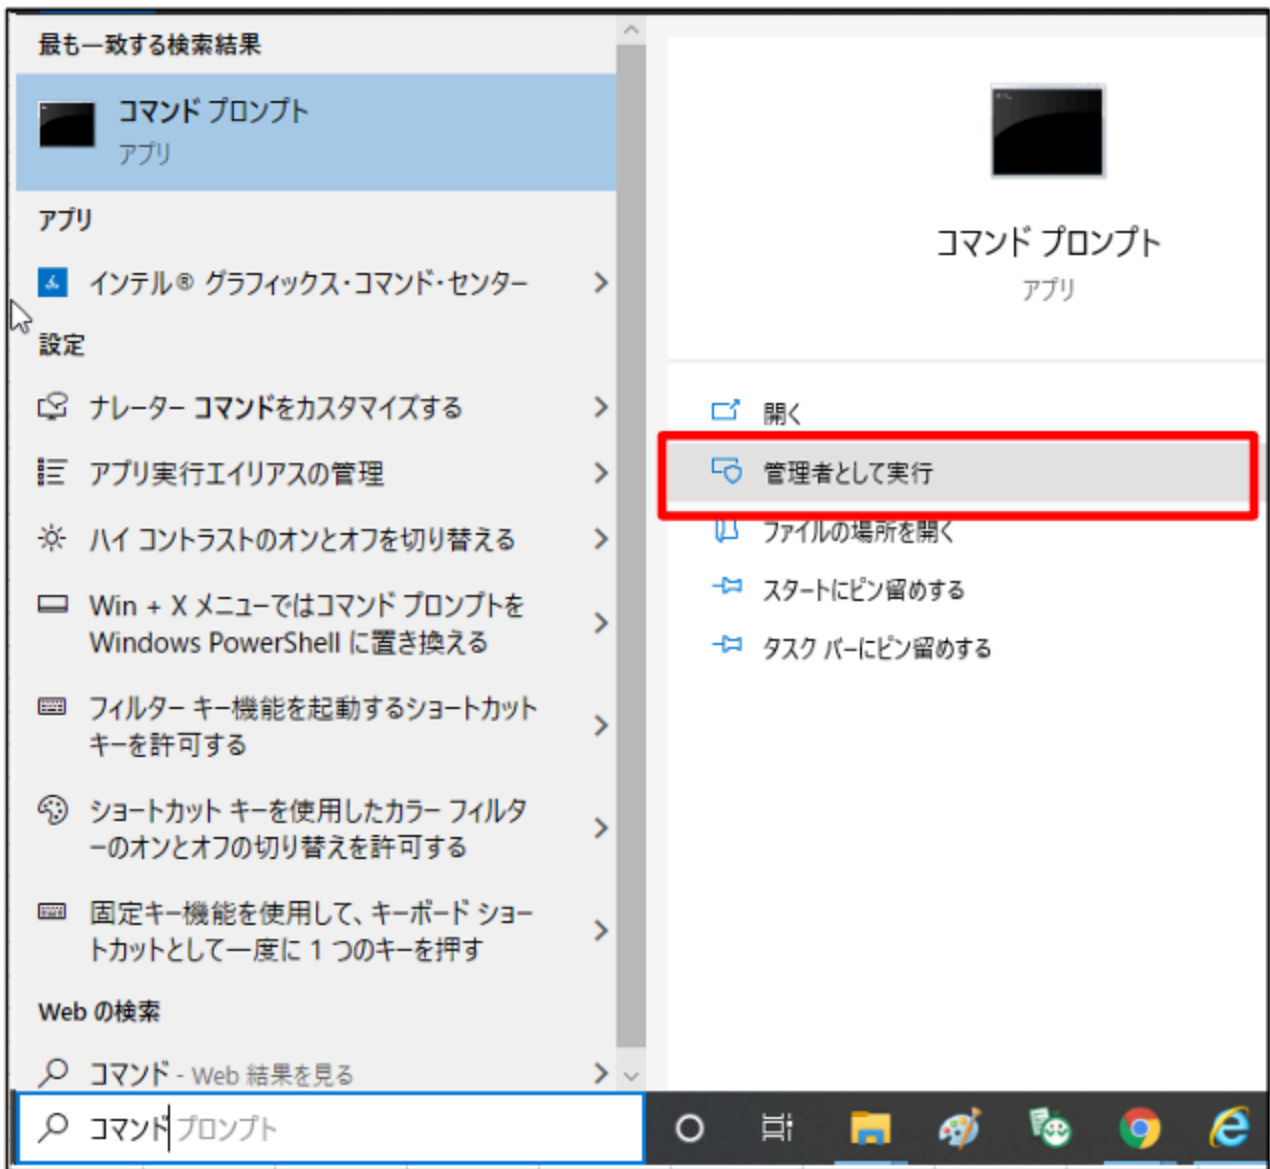 最も一致する検索結果
コマンド プロンプト
アプリ
アプリ
インテル® グラフィックス・コマンド・センター
設定
ナレーター コマンドをカスタマイズする
アプリ実行エイリアスの管理
ハイ コントラストのオンとオフを切り替える
Win + X メニューではコマンド プロンプトを
Windows PowerShell に置き換える
フィルター キー機能を起動するショートカット
キーを許可する
ショートカット キーを使用したカラー フィルタ
ーのオンとオフの切り替えを許可する
固定キー機能を使用して、キーボード ショー
トカットとして一度に 1 つのキーを押す
Web の検索
コマンド - Web 結果を見る
コマンド プロンプト
コマンド プロンプト
アプリ
開く
管理者として実行
ファイルの場所を開く
スタートにピン留めする
タスク バーにピン留めする